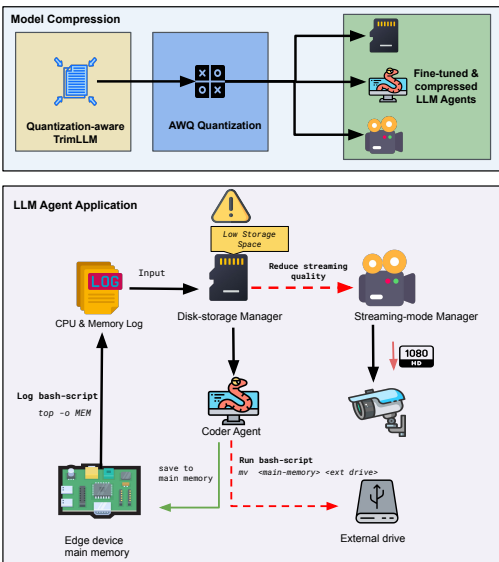 Model Compression
Quantization-aware
TrimLLM
X O
O X
AWQ Quantization
Fine-tuned &
compressed
LLM Agents
LLM Agent Application
Low Storage
Space
LOG
Input
Reduce streaming
quality
CPU & Memory Log
Disk-storage Manager
Streaming-mode Manager
1080
HD
Log bash-script
top -o MEM
Coder Agent
save to
main memory
Run bash-script
mv <main-memory> <ext drive>
Edge device
main memory
External drive